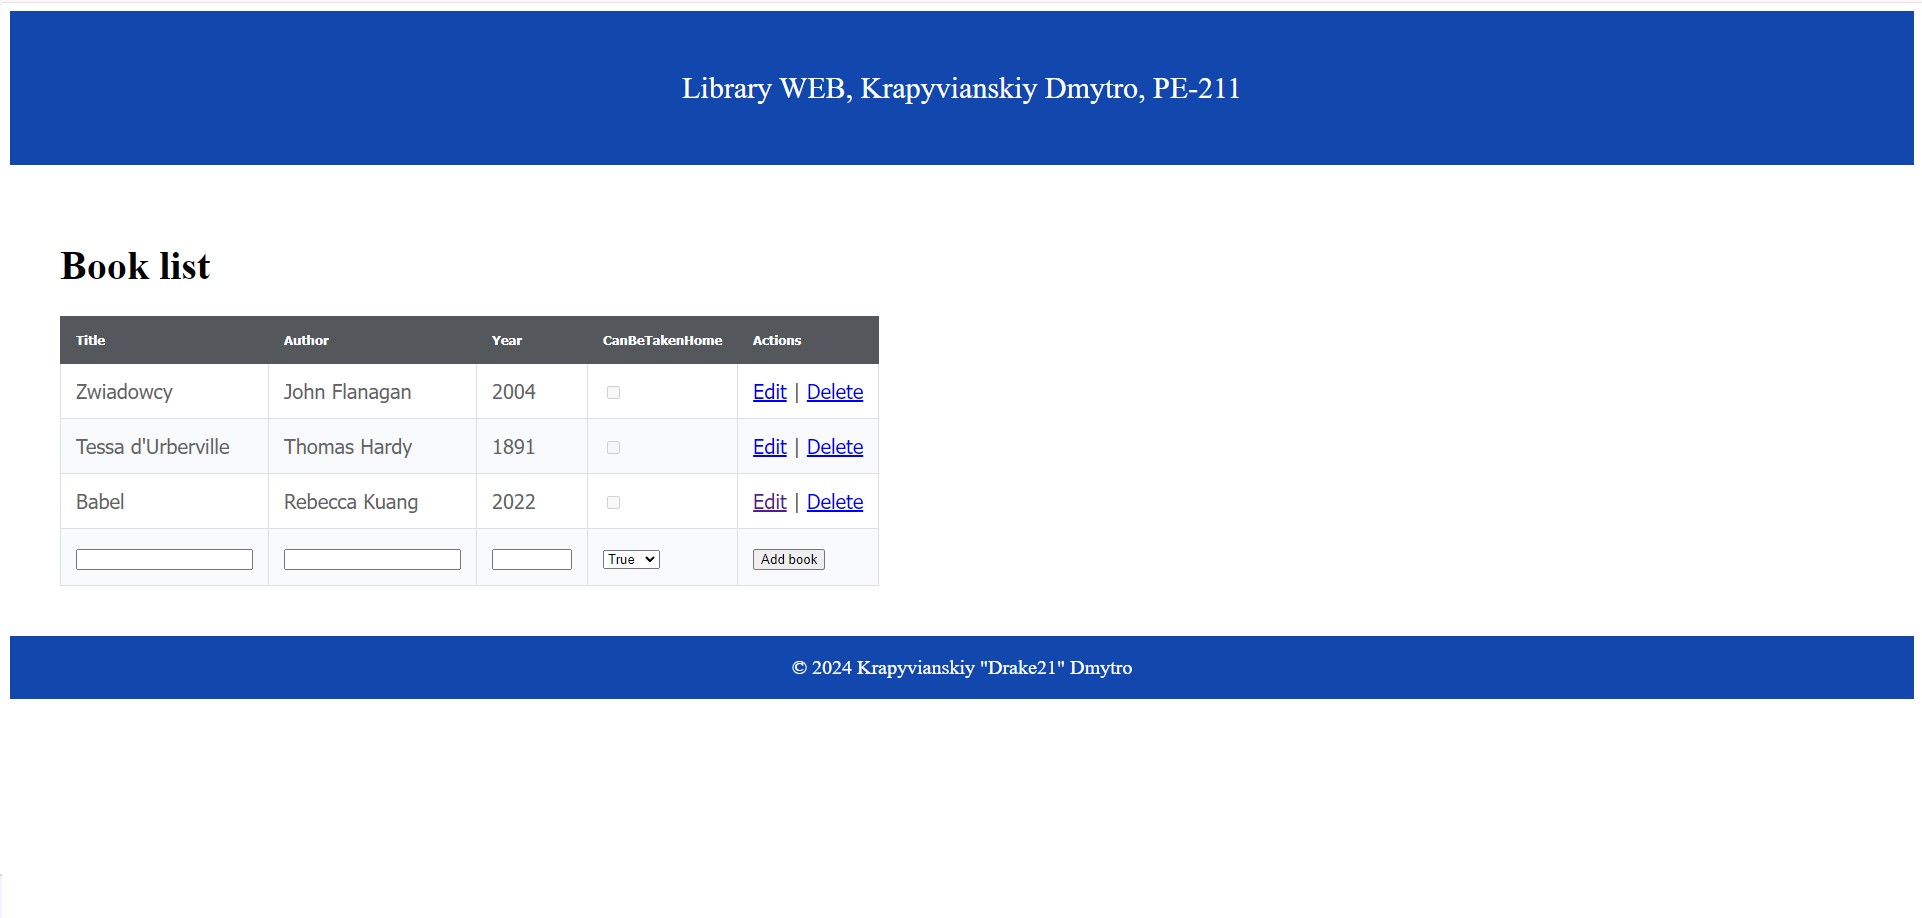 Library WEB, Krapyvianskiy Dmytro, PE-211
Book list
Title Author Year CanBeTakenHome Actions
Zwiadowcy John Flanagan 2004 Edit | Delete
Tessa d'Urberville Thomas Hardy 1891 Edit | Delete
Babel Rebecca Kuang 2022 Edit | Delete
True Add book
© 2024 Krapyvianskiy "Drake21" Dmytro